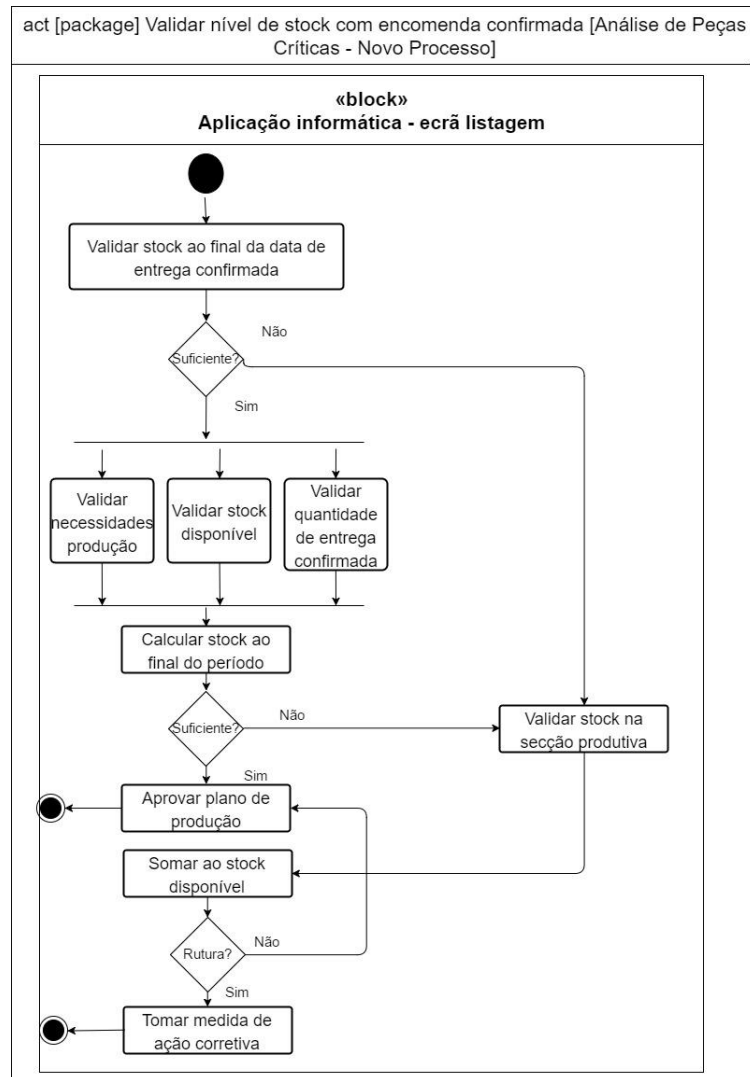 act [package] Validar nível de stock com encomenda confirmada [Análise de Peças
Críticas - Novo Processo]
«block»
Aplicação informática - ecrã listagem
Validar stock ao final da data de
entrega confirmada
Não
Suficiente?
Sim
Validar
necessidades
produção
Validar stock
disponível
Validar
quantidade
de entrega
confirmada
Calcular stock ao
final do período
Suficiente?
Não
Validar stock na
secção produtiva
Sim
Aprovar plano de
produção
Somar ao stock
disponível
Rutura?
Não
Sim
Tomar medida de
ação corretiva